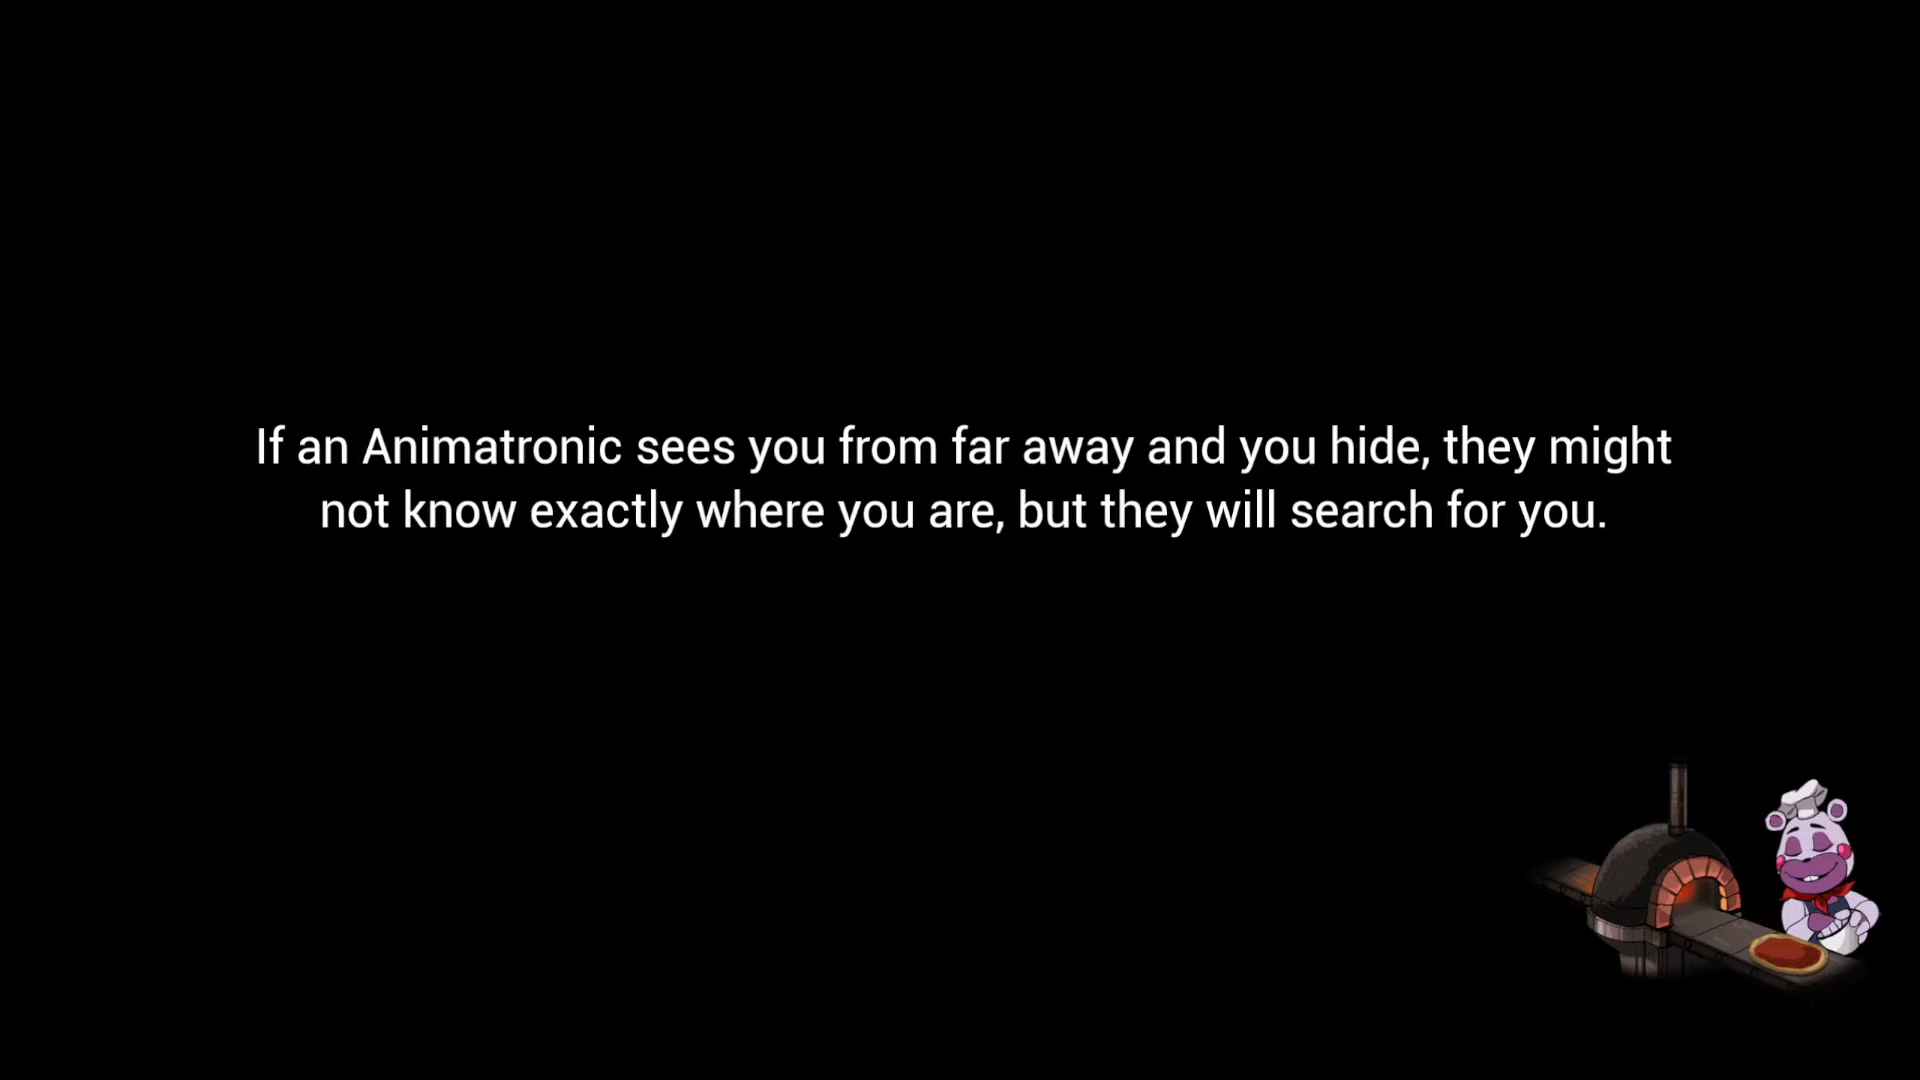 If an Animatronic sees you from far away and you hide, they might
not know exactly where you are, but they will search for you.